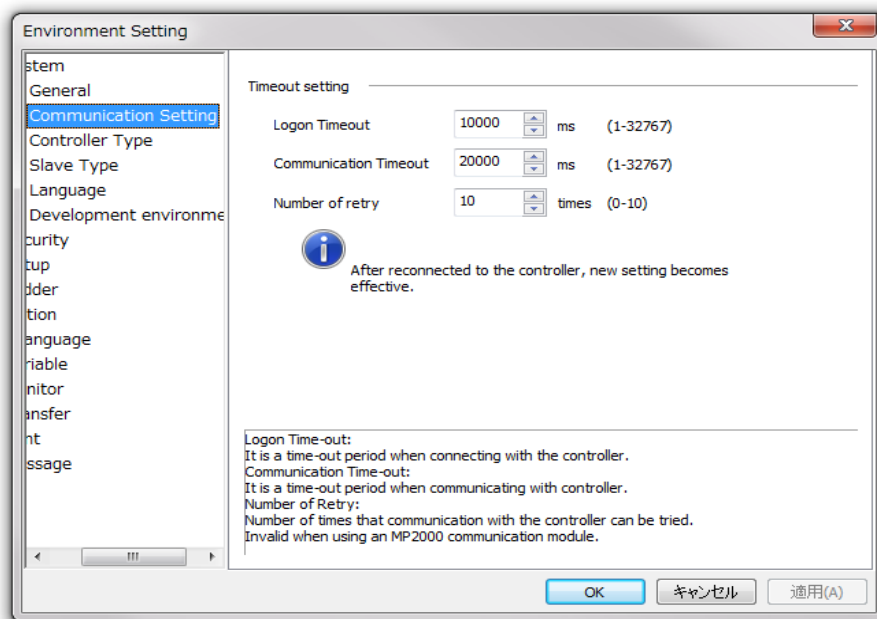 Environment Setting
stem
General
Communication Setting
Controller Type
Slave Type
Language
Development environme
curity
tup
dder
tion
anguage
riable
nitor
ansfer
nt
ssage
Timeout setting
Logon Timeout 10000 ms (1-32767)
Communication Timeout 20000 ms (1-32767)
Number of retry 10 times (0-10)
After reconnected to the controller, new setting becomes
effective.
Logon Time-out:
It is a time-out period when connecting with the controller.
Communication Time-out:
It is a time-out period when communicating with controller.
Number of Retry:
Number of times that communication with the controller can be tried.
Invalid when using an MP2000 communication module.
OK キャンセル 適用(A)